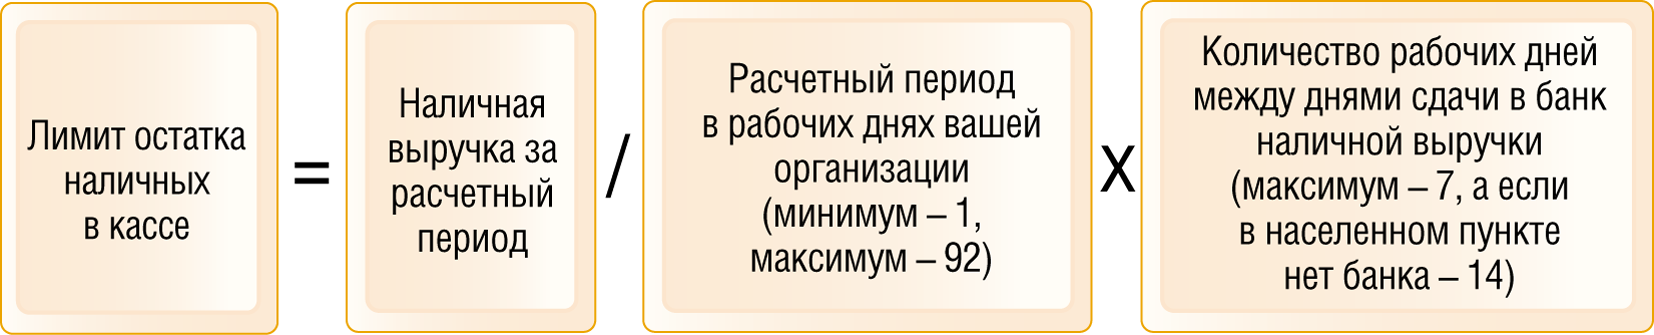 Лимит остатка
наличных
в кассе
=
Наличная
выручка за
расчетный
период
/
Расчетный период
в рабочих днях вашей
организации
(минимум – 1,
максимум – 92)
X
Количество рабочих дней
между днями сдачи в банк
наличной выручки
(максимум – 7, а если
в населенном пункте
нет банка – 14)